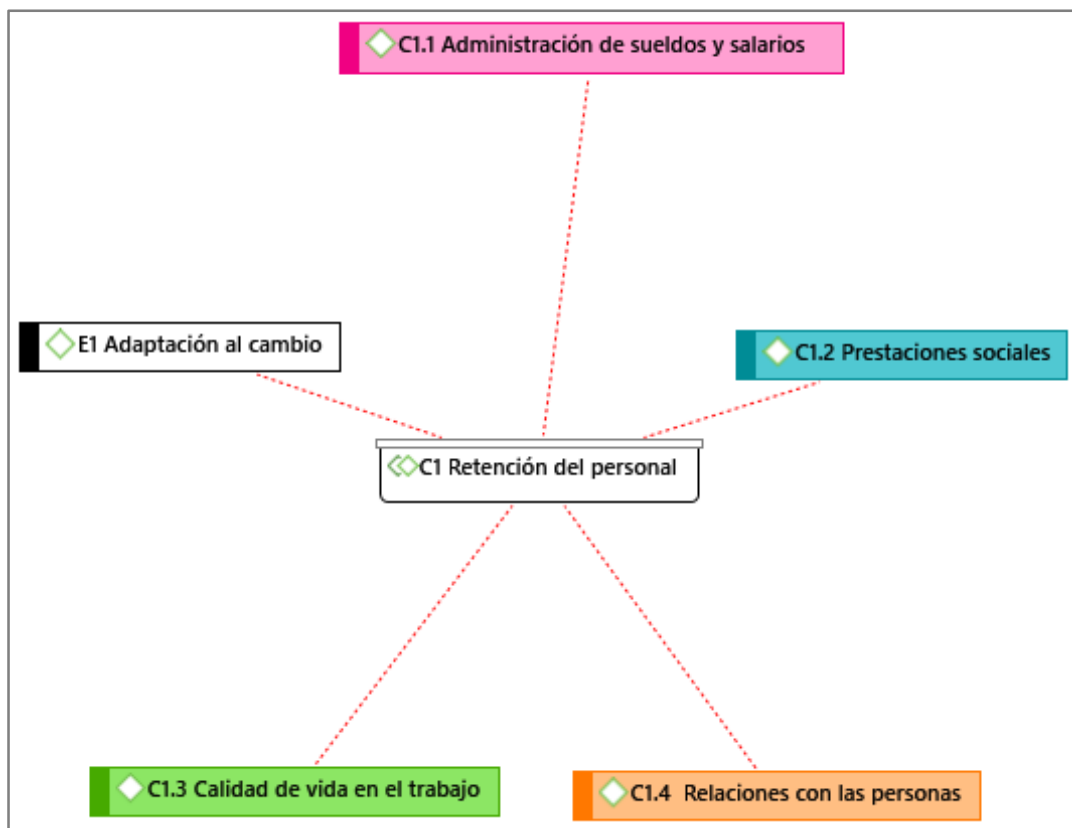 C1.1 Administración de sueldos y salarios
E1 Adaptación al cambio
C1.2 Prestaciones sociales
C1 Retención del personal
C1.3 Calidad de vida en el trabajo
C1.4 Relaciones con las personas